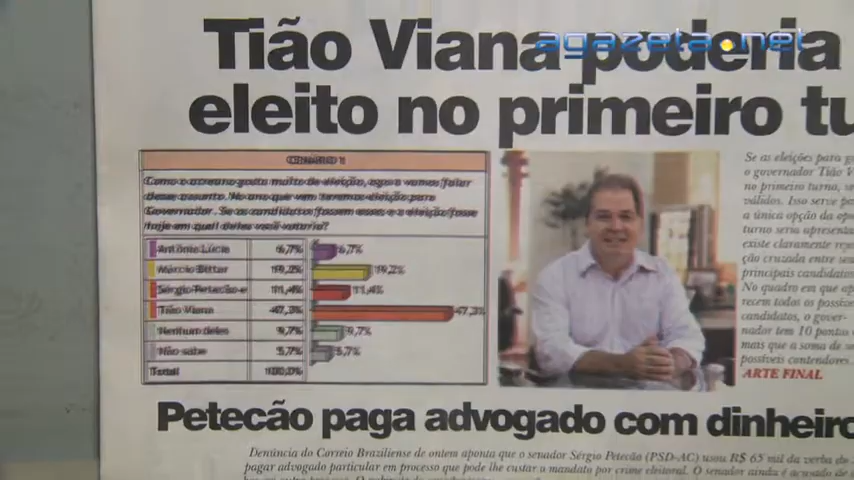 agazeta.net
Tião Viana poderia
eleito no primeiro tu
CENÁRIO 1
Como o acreano gosta muito de eleição, agora vamos falar
desse assunto. No ano que vem teremos eleição para
Governador. Se os candidatos fossem esses e a eleição fosse
hoje em qual deles você votaria?
Antônio Lúcio 6,7% 6,7%
Márcio Bittar 19,2% 19,2%
Sérgio Petecão 11,4% 11,4%
Tião Viana 47,3% 47,3%
Nenhum deles 9,7% 9,7%
Não sabe 5,7% 5,7%
Total 100,0%
Se as eleições para g
o governador Tião V
no primeiro turno, se
válidos. Isso serve pa
a única opção da opo
turno seria apresenta
existe claramente reje
ção cruzada entre seu
principais candidatos
No quadro em que ap
recem todos os possív
candidatos, o gover-
nador tem 10 pontos d
mais que a soma de se
possíveis contendores.
ARTE FINAL
Petecão paga advogado com dinheiro
Denúncia do Correio Braziliense de ontem aponta que o senador Sérgio Petecão (PSD-AC) usou R$ 65 mil da verba do
pagar advogado particular em processo que pode lhe custar o mandato por crime eleitoral. O senador ainda é acusado de